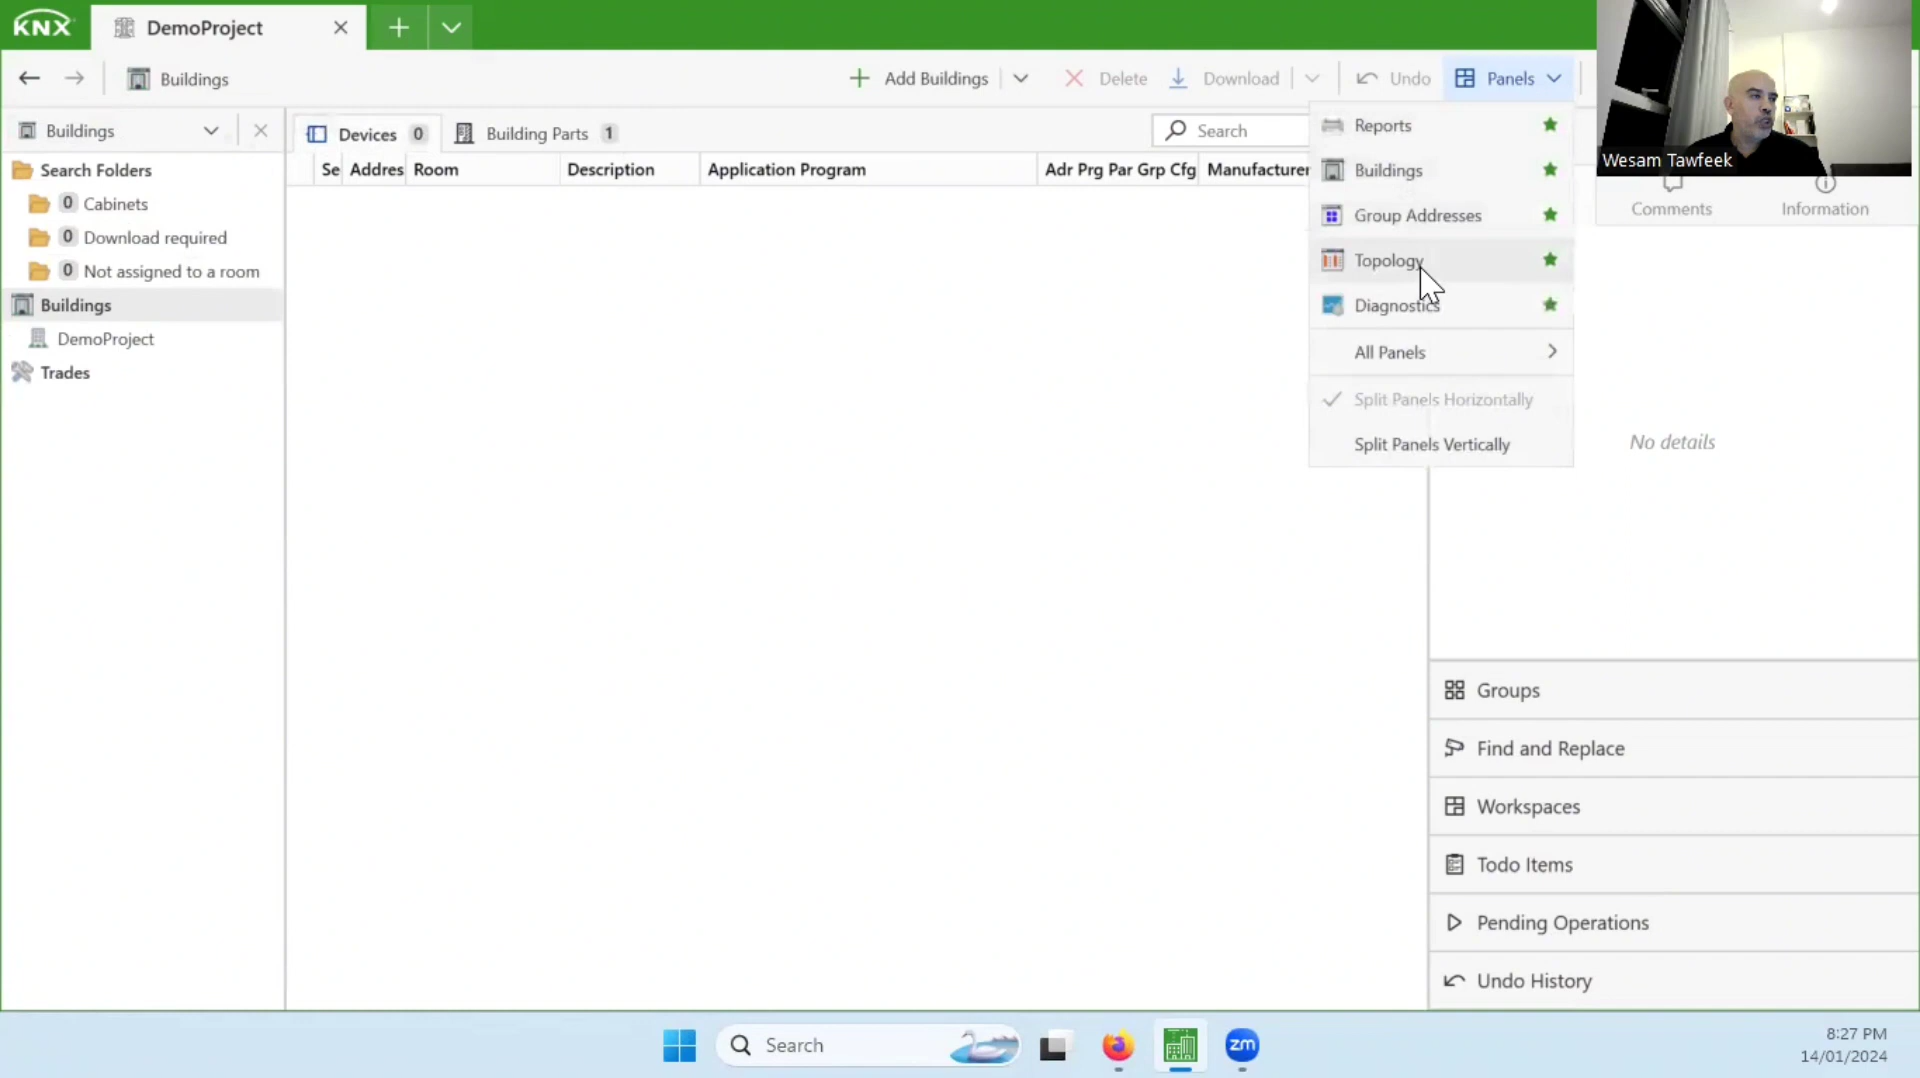 KNX
DemoProject
Buildings
Add Buildings
Delete
Download
Undo
Panels
Wesam Tawfeek
Buildings
Devices 0
Building Parts 1
Search
Reports
Buildings
Group Addresses
Topology
Diagnostics
All Panels
Split Panels Horizontally
Split Panels Vertically
Comments
Information
Se
Addres
Room
Description
Application Program
Adr Prg Par Grp Cfg
Manufacturer
Search Folders
0 Cabinets
0 Download required
0 Not assigned to a room
Buildings
DemoProject
Trades
No details
Groups
Find and Replace
Workspaces
Todo Items
Pending Operations
Undo History
Search
zm
8:27 PM
14/01/2024